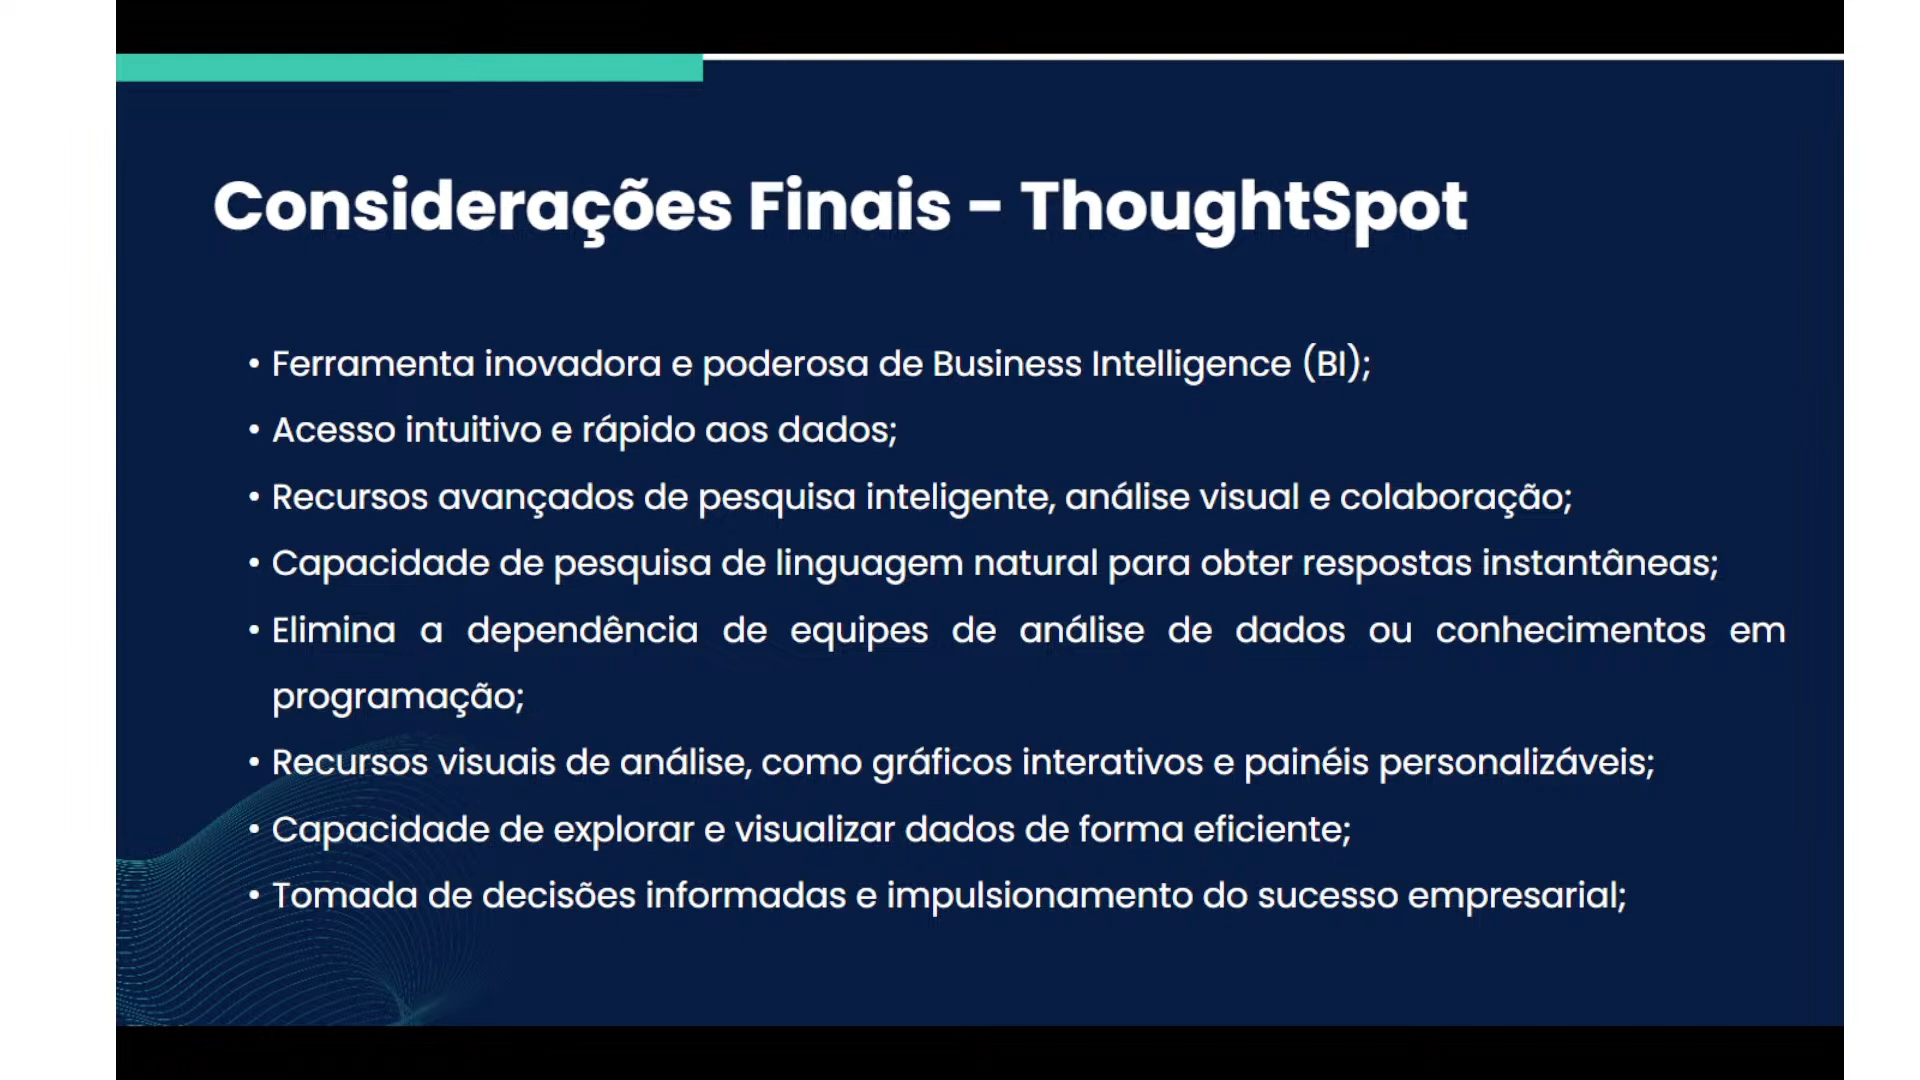 Considerações Finais - ThoughtSpot
• Ferramenta inovadora e poderosa de Business Intelligence (BI);
• Acesso intuitivo e rápido aos dados;
• Recursos avançados de pesquisa inteligente, análise visual e colaboração;
• Capacidade de pesquisa de linguagem natural para obter respostas instantâneas;
• Elimina a dependência de equipes de análise de dados ou conhecimentos em
programação;
• Recursos visuais de análise, como gráficos interativos e painéis personalizáveis;
• Capacidade de explorar e visualizar dados de forma eficiente;
• Tomada de decisões informadas e impulsionamento do sucesso empresarial;